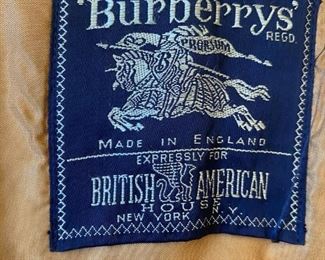 'Burberrys'
REGD.
PRORSUM
B
MADE IN ENGLAND
EXPRESSLY FOR
BRITISH AMERICAN
HOUSE
NEW YORK N.Y